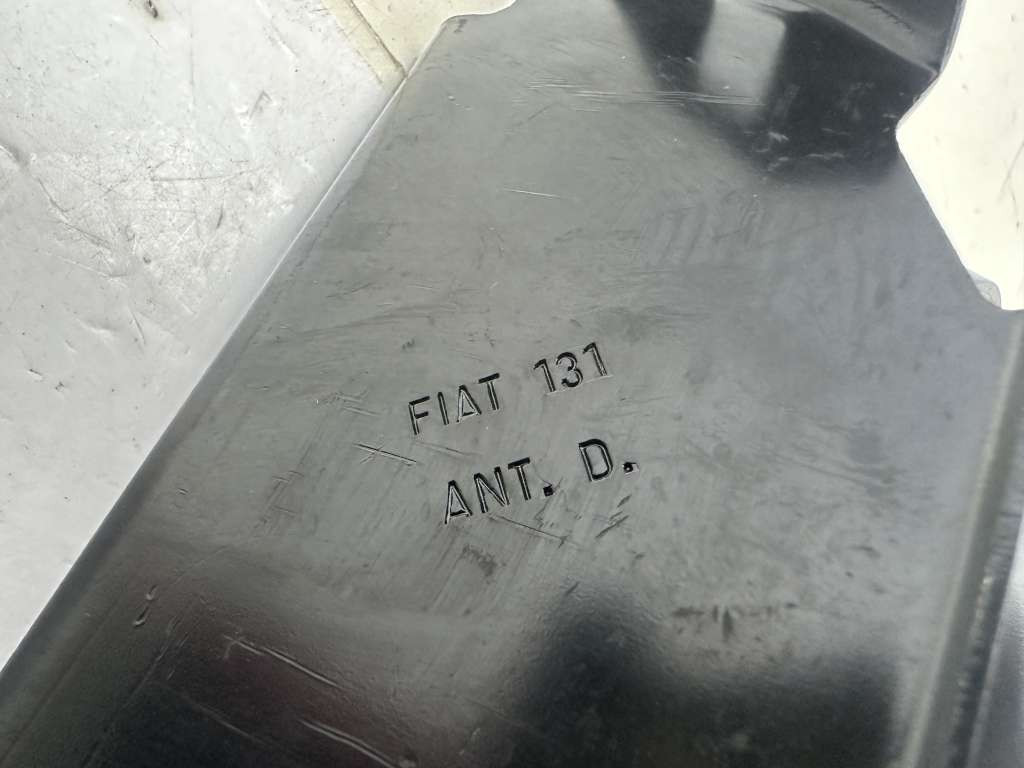 FIAT 131
ANT. D.